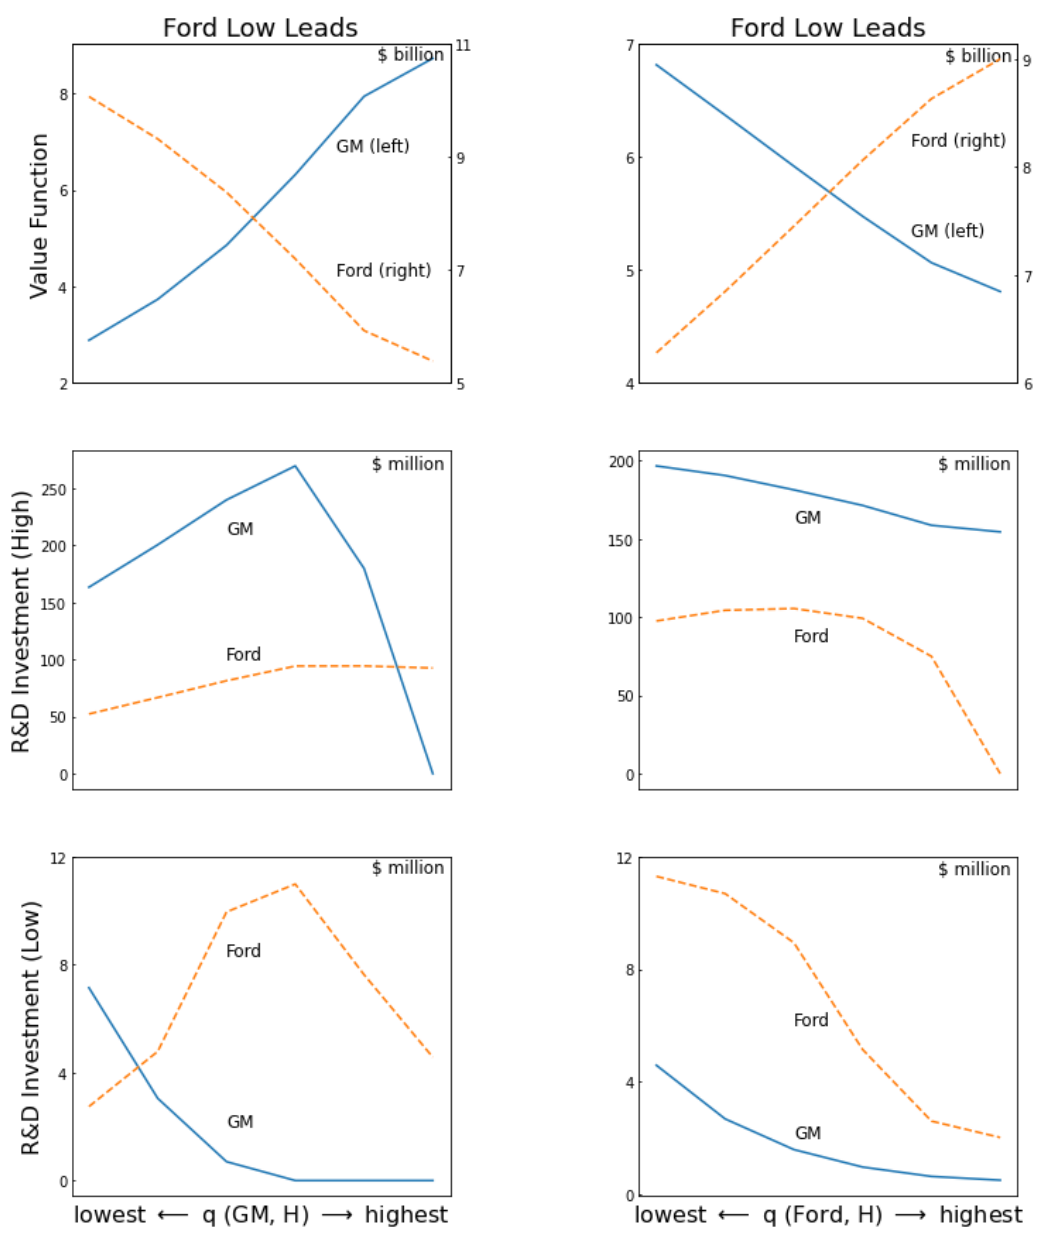 Ford Low Leads
Ford Low Leads
Value Function
$ billion
GM (left)
Ford (right)
8
6
4
2
11
9
7
5
$ billion
Ford (right)
GM (left)
7
6
5
4
9
8
7
6
R&D Investment (High)
$ million
GM
Ford
250
200
150
100
50
0
$ million
GM
Ford
200
150
100
50
0
R&D Investment (Low)
$ million
Ford
GM
12
8
4
0
lowest ⟵ q (GM, H) ⟶ highest
$ million
Ford
GM
12
8
4
0
lowest ⟵ q (Ford, H) ⟶ highest